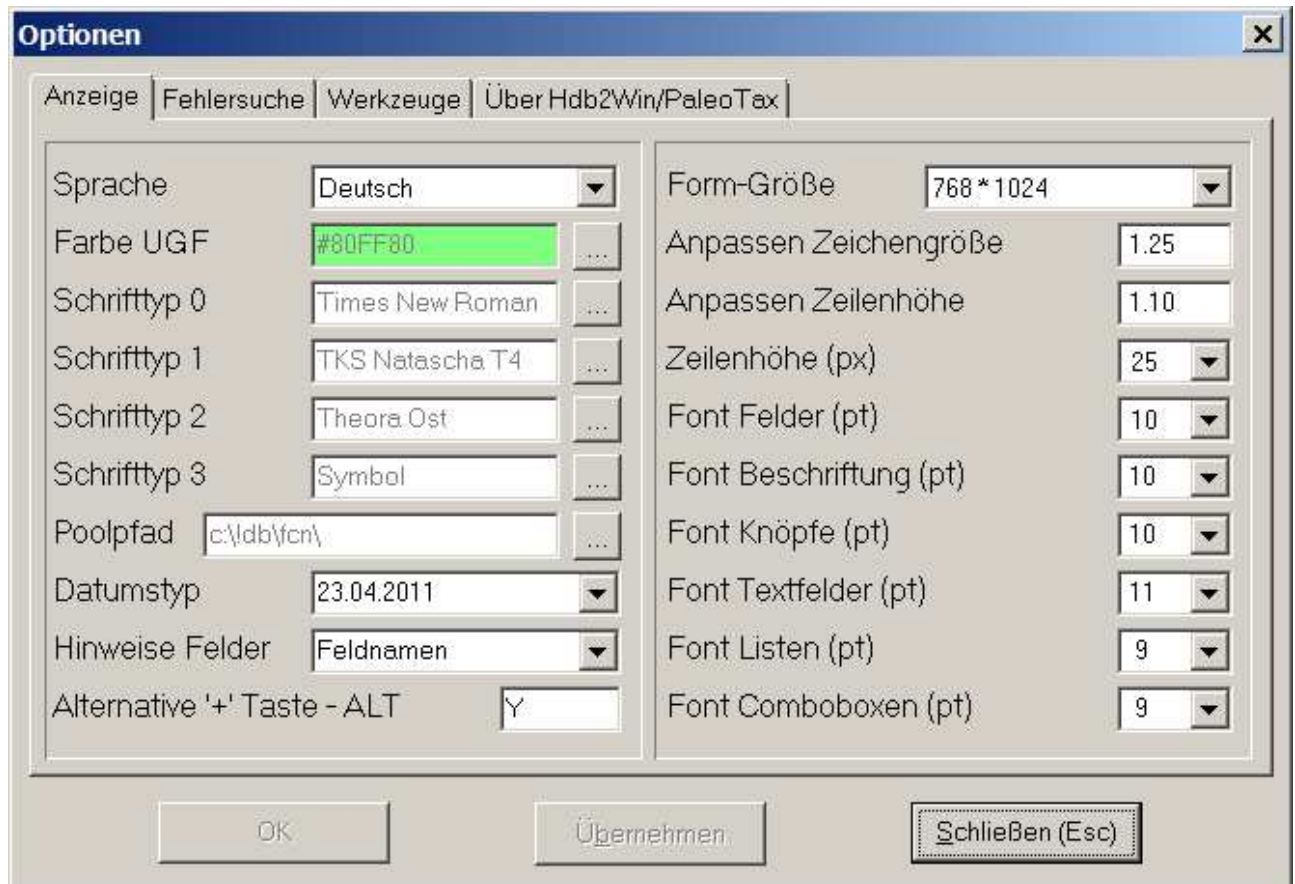 Optionen
Anzeige Fehlersuche Werkzeuge Über Hdb2Win/PaleoTax
Sprache Deutsch
Farbe UGF #80FF80 ...
Schrifttyp 0 Times New Roman ...
Schrifttyp 1 TKS Natascha T4 ...
Schrifttyp 2 Theora Ost ...
Schrifttyp 3 Symbol ...
Poolpfad c:\ldb\fcn\ ...
Datumstyp 23.04.2011
Hinweise Felder Feldnamen
Alternative '+' Taste - ALT Y
Form-Größe 768 * 1024
Anpassen Zeichengröße 1.25
Anpassen Zeilenhöhe 1.10
Zeilenhöhe (px) 25
Font Felder (pt) 10
Font Beschriftung (pt) 10
Font Knöpfe (pt) 10
Font Textfelder (pt) 11
Font Listen (pt) 9
Font Comboboxen (pt) 9
OK Übernehmen Schließen (Esc)